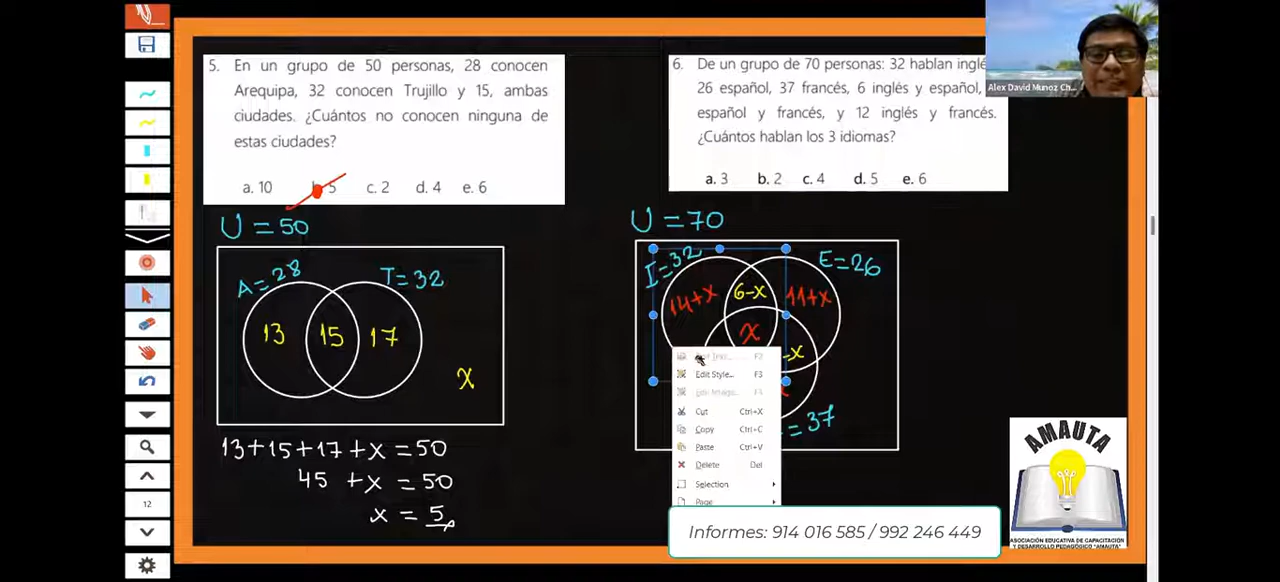 5. En un grupo de 50 personas, 28 conocen
Arequipa, 32 conocen Trujillo y 15, ambas
ciudades. ¿Cuántos no conocen ninguna de
estas ciudades?
a. 10 5 c. 2 d. 4 e. 6
U = 50
A=28
T=32
13 15 17
x
13+15+17+x=50
45 +x = 50
x = 5
6. De un grupo de 70 personas: 32 hablan
26 español, 37 francés, 6 inglés y español,
español y francés, y 12 inglés y francés.
¿Cuántos hablan los 3 idiomas?
a. 3 b. 2 c. 4 d. 5 e. 6
U = 70
I=32
E=26
14+x 6-x 11+x
x
-x
= 37
Edit Style... F3
Cut Ctrl+X
Copy Ctrl+C
Paste Ctrl+V
Delete Del
Selection
Page
Alex David Munoz Ch...
12
AMAUTA
ASOCIACIÓN EDUCATIVA DE CAPACITACIÓN
Y DESARROLLO PEDAGÓGICO "AMAUTA"
Informes: 914 016 585 / 992 246 449